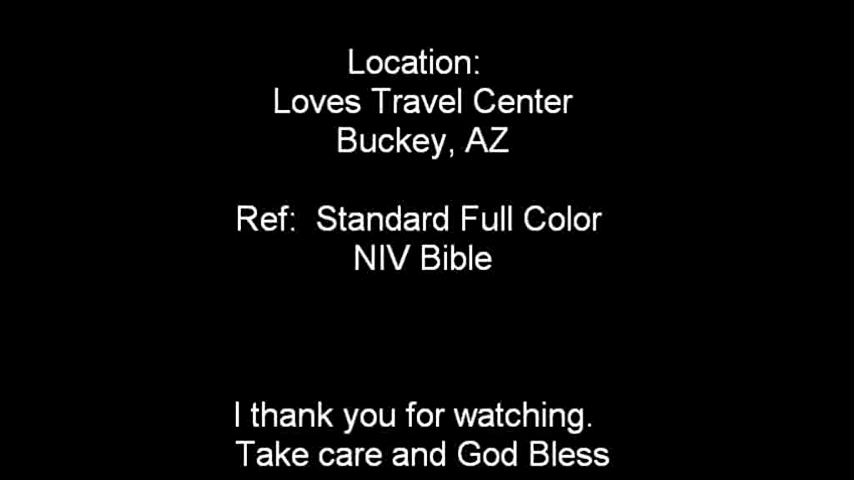 Location:
Loves Travel Center
Buckey, AZ
Ref: Standard Full Color
NIV Bible
I thank you for watching.
Take care and God Bless